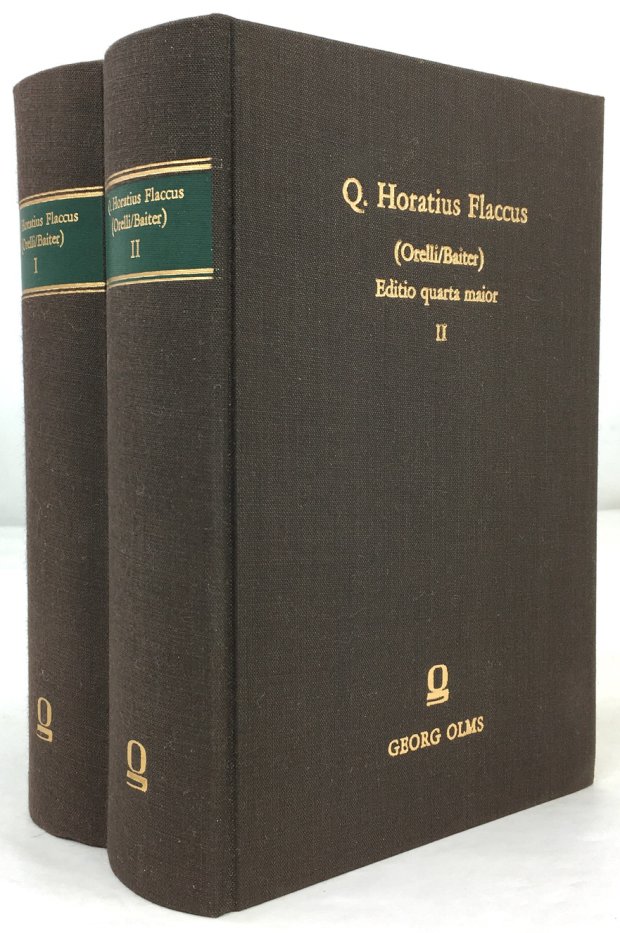 Horatius Flaccus
(Orelli/Baiter)
I
Q. Horatius Flaccus
(Orelli/Baiter)
II
Q. Horatius Flaccus
(Orelli/Baiter)
Editio quarta maior
II
GEORG OLMS